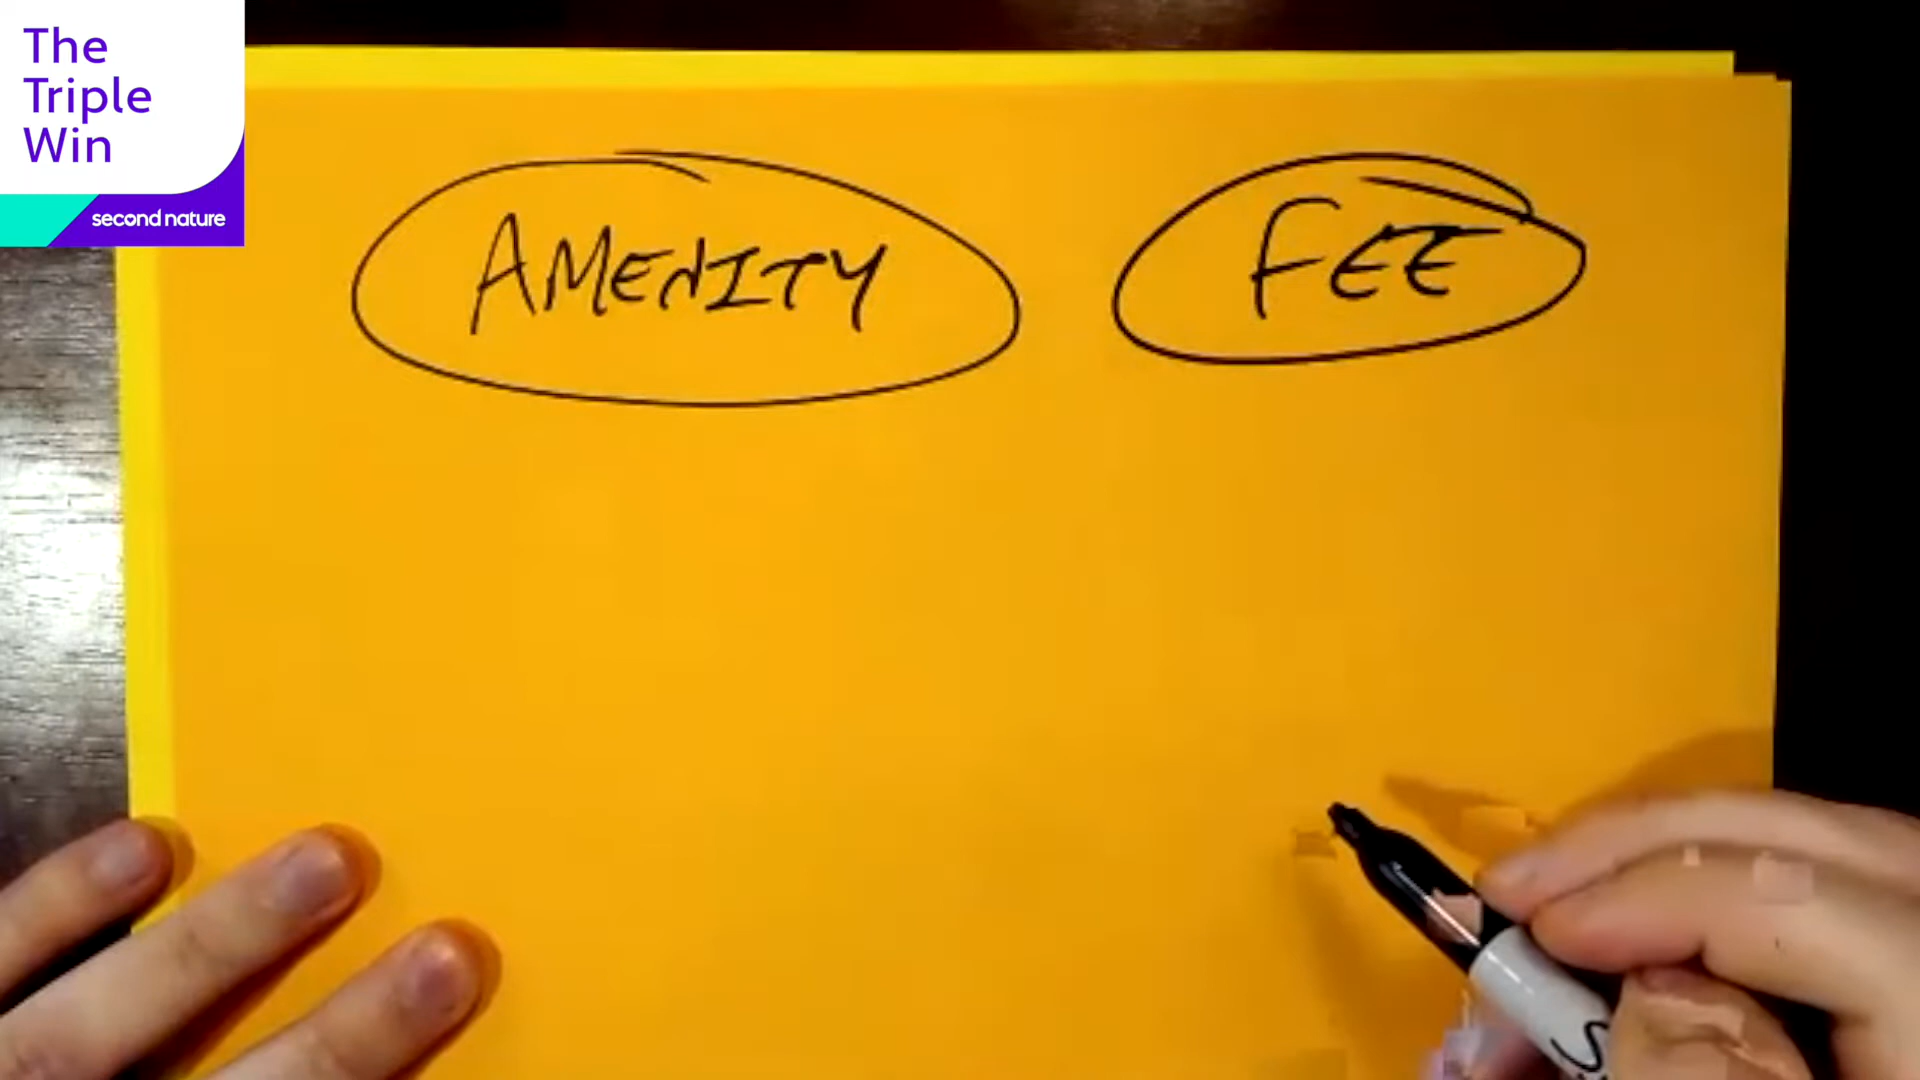 The
Triple
Win
second nature
AMENITY
FEE